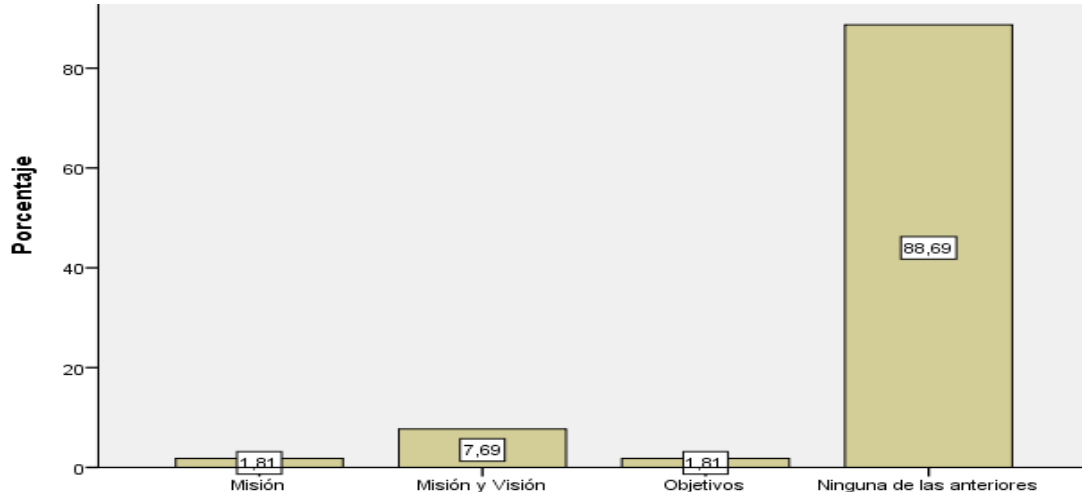 80
60
40
20
0
Porcentaje
88,69
7,69
1,81
1,81
Misión
Misión y Visión
Objetivos
Ninguna de las anteriores